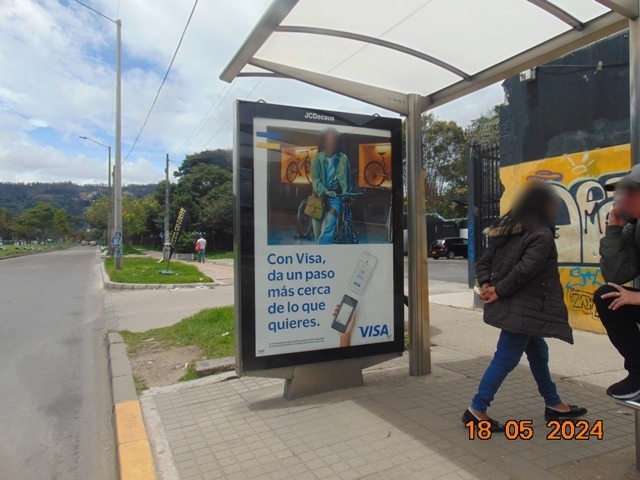 JCDecaux
Con Visa,
da un paso
más cerca
de lo que
quieres.
VISA
18 05 2024